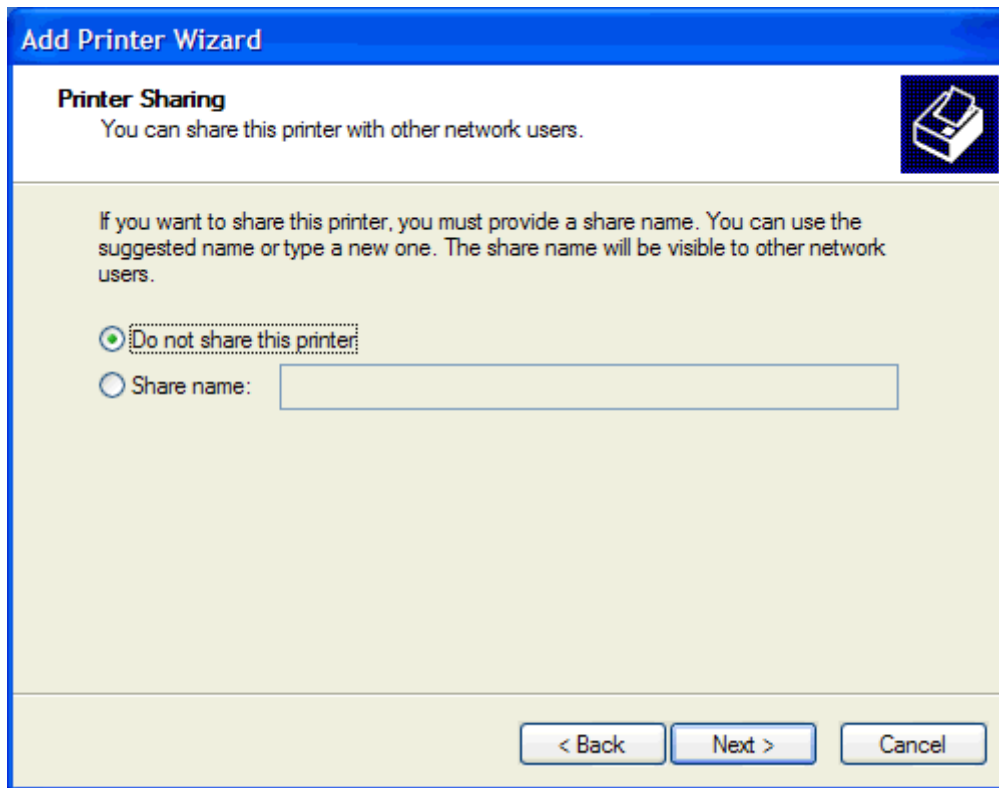 Add Printer Wizard
Printer Sharing
You can share this printer with other network users.
If you want to share this printer, you must provide a share name. You can use the
suggested name or type a new one. The share name will be visible to other network
users.
Do not share this printer
Share name:
< Back
Next >
Cancel